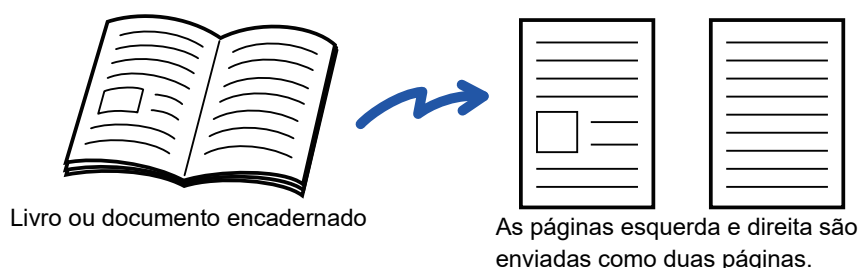 Livro ou documento encadernado
As páginas esquerda e direita são
enviadas como duas páginas.